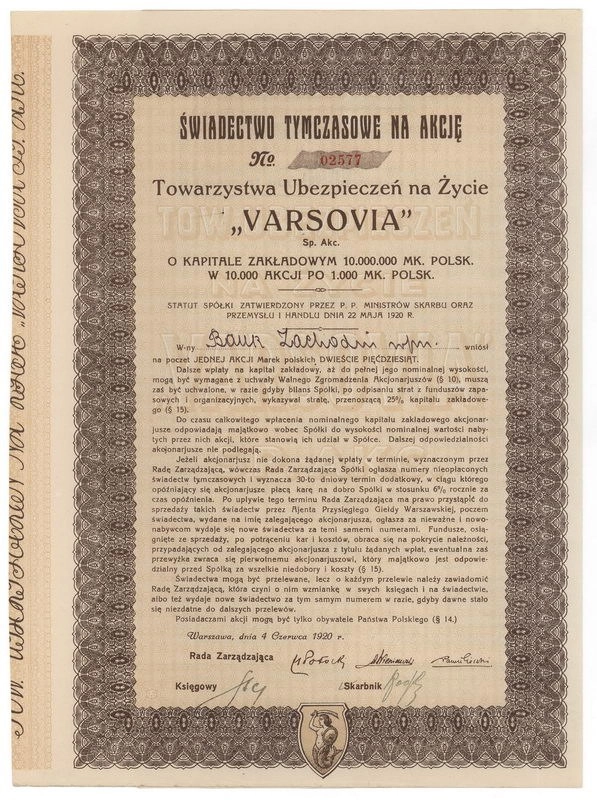 ŚWIADECTWO TYMCZASOWE NA AKCJĘ
No. 02577
Towarzystwa Ubezpieczeń na Życie
„VARSOVIA"
Sp. Akc.
O KAPITALE ZAKŁADOWYM 10.000.000 MK. POLSK.
W 10.000 AKCJI PO 1.000 MK. POLSK.
STATUT SPÓŁKI ZATWIERDZONY PRZEZ P. P. MINISTRÓW SKARBU ORAZ
PRZEMYSŁU I HANDLU DNIA 22 MAJA 1920 R.
W-ny Bank Zachodni wniósł
na poczet JEDNEJ AKCJI Marek polskich DWIEŚCIE PIĘĆDZIESIĄT.
Dalsze wpłaty na kapitał zakładowy, aż do pełnej jego nominalnej wysokości,
mogą być wymagane z uchwały Walnego Zgromadzenia Akcjonarjuszów (§ 10), muszą
zaś być uchwalone, w razie gdyby bilans Spółki, po odpisaniu strat z funduszów zapa-
sowych i organizacyjnych, wykazywał stratę, przenoszącą 25% kapitału zakładowe-
go (§ 15).
Do czasu całkowitego wpłacenia nominalnego kapitału zakładowego akcjonar-
jusze odpowiadają majątkowo wobec Spółki do wysokości nominalnej wartości naby-
tych przez nich akcji, które stanowią ich udział w Spółce. Dalszej odpowiedzialności
akcjonarjusze nie podlegają.
Jeżeli akcjonarjusz nie dokona żądanej wpłaty w terminie, wyznaczonym przez
Radę Zarządzającą, wówczas Rada Zarządzająca Spółki ogłasza numery nieopłaconych
świadectw tymczasowych i wyznacza 30-to dniowy termin dodatkowy, w ciągu którego
opóźniający się akcjonarjusze płacą karę na dobro Spółki w stosunku 6% rocznie za
czas opóźnienia. Po upływie tego terminu Rada Zarządzająca ma prawo przystąpić do
sprzedaży takich świadectw przez Ajenta Przysięgłego Giełdy Warszawskiej, poczem
świadectwa, wydane na imię zalegającego akcjonarjusza, ogłasza za nieważne i nowo-
nabywcom wydaje się nowe świadectwa za temi samemi numerami. Fundusze, osiąg-
nięte ze sprzedaży, po potrąceniu kar i kosztów, obraca się na pokrycie należności,
przypadających od zalegającego akcjonarjusza z tytułu żądanych wpłat, ewentualna zaś
przewyżka zwraca się pierwotnemu akcjonarjuszowi, który majątkowo jest odpowie-
dzialny przed Spółką za wszelkie niedobory i koszty (§ 15).
Świadectwa mogą być przelewane, lecz o każdym przelewie należy zawiadomić
Radę Zarządzającą, która czyni o nim wzmiankę w swych księgach i na świadectwie,
albo też wydaje nowe świadectwo za tym samym numerem w razie, gdyby dawne stało
się niezdatne do dalszych przelewów.
Posiadaczami akcji mogą być tylko obywatele Państwa Polskiego (§ 14.)
Warszawa, dnia 4 Czerwca 1920 r.
Rada Zarządzająca
Księgowy Skarbnik